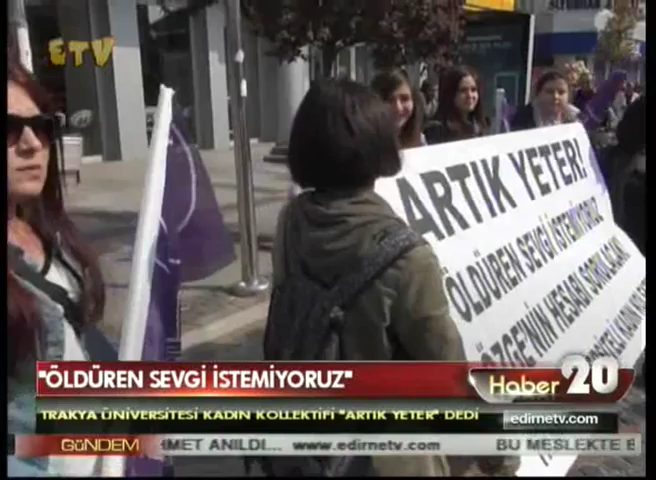 ETV
ARTIK YETER!
ÖLDÜREN SEVGİ İSTEMİYORUZ
ÖZGE'NİN HESABI SORULACAK!
KADIN
"ÖLDÜREN SEVGİ İSTEMİYORUZ"
Haber 20
TRAKYA ÜNİVERSİTESİ KADIN KOLLEKTİFİ "ARTIK YETER" DEDİ
edirnetv.com
GÜNDEM
HMET ANILDI...
www.edirnetv.com
BU MESLEKTE B